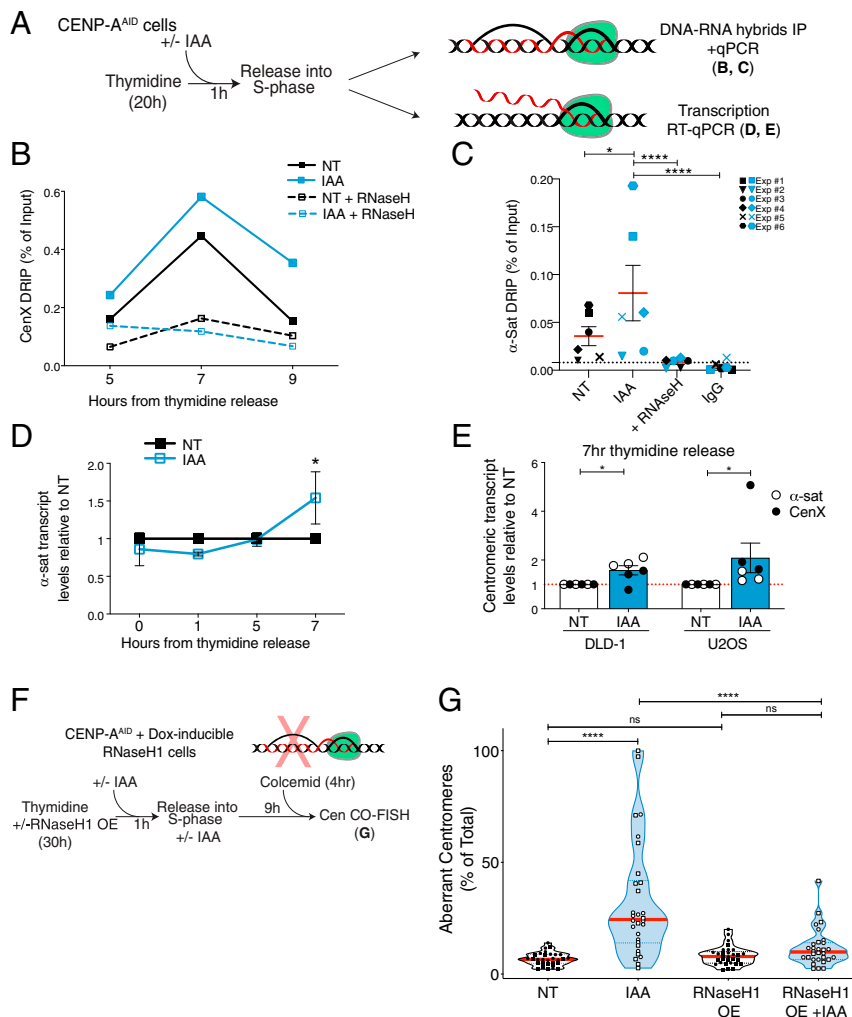 A
CENP-A^AID cells
+/- IAA
Thymidine
(20h)
1h
Release into
S-phase
DNA-RNA hybrids IP
+qPCR
(B, C)
Transcription
RT-qPCR (D, E)
B
NT
IAA
NT + RNaseH
IAA + RNaseH
CenX DRIP (% of Input)
0.6
0.4
0.2
0.0
5
7
9
Hours from thymidine release
C
*
****
****
Exp #1
Exp #2
Exp #3
Exp #4
Exp #5
Exp #6
α-Sat DRIP (% of Input)
0.20
0.15
0.10
0.05
0.00
NT
IAA
+ RNAseH
IgG
D
NT
IAA
α-sat transcript
levels relative to NT
2.0
1.5
1.0
0.5
0.0
*
0
1
5
7
Hours from thymidine release
E
7hr thymidine release
*
*
α-sat
CenX
Centromeric transcript
levels relative to NT
6
4
2
1
0
NT
IAA
NT
IAA
DLD-1
U2OS
F
CENP-A^AID + Dox-inducible
RNaseH1 cells
+/- IAA
Colcemid (4hr)
Thymidine
+/-RNaseH1 OE
(30h)
1h
Release into
S-phase
+/- IAA
9h
Cen CO-FISH
(G)
G
****
ns
ns
****
Aberrant Centromeres
(% of Total)
100
50
0
NT
IAA
RNaseH1
OE
RNaseH1
OE +IAA